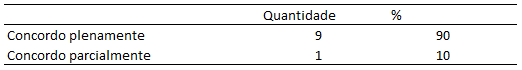 Quantidade %
Concordo plenamente 9 90
Concordo parcialmente 1 10